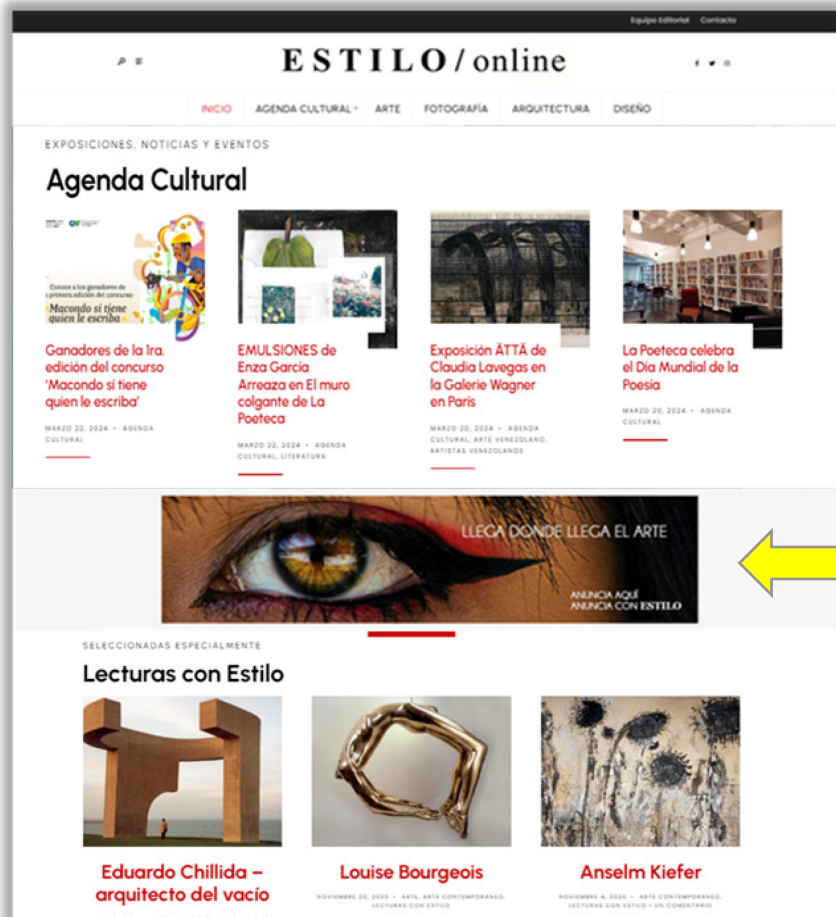 Equipo Editorial Contacto
ESTILO/online
INICIO AGENDA CULTURAL ARTE FOTOGRAFÍA ARQUITECTURA DISEÑO
EXPOSICIONES, NOTICIAS Y EVENTOS
Agenda Cultural
Conoce a los ganadores de
primera edición del concurso
Macondo sí tiene
quien le escriba
Ganadores de la 1ra.
edición del concurso
'Macondo si tiene
quien le escriba'
MARZO 22, 2024 • AGENDA
CULTURAL
EMULSIONES de
Enza García
Arreaza en El muro
colgante de La
Poeteca
MARZO 22, 2024 • AGENDA
CULTURAL, LITERATURA
Exposición ÄTTÄ de
Claudia Lavegas en
la Galerie Wagner
en París
MARZO 20, 2024 • AGENDA
CULTURAL, ARTE VENEZOLANO,
ARTISTAS VENEZOLANOS
La Poeteca celebra
el Día Mundial de la
Poesía
MARZO 20, 2024 • AGENDA
CULTURAL
LLEGA DONDE LLEGA EL ARTE
ANUNCIA AQUÍ
ANUNCIA CON ESTILO
SELECCIONADAS ESPECIALMENTE
Lecturas con Estilo
Eduardo Chillida –
arquitecto del vacío
Louise Bourgeois
NOVIEMBRE 20, 2020 • ARTE, ARTE CONTEMPORÁNEO,
LECTURAS CON ESTILO
Anselm Kiefer
NOVIEMBRE 4, 2020 • ARTE CONTEMPORÁNEO,
LECTURAS CON ESTILO • UN COMENTARIO